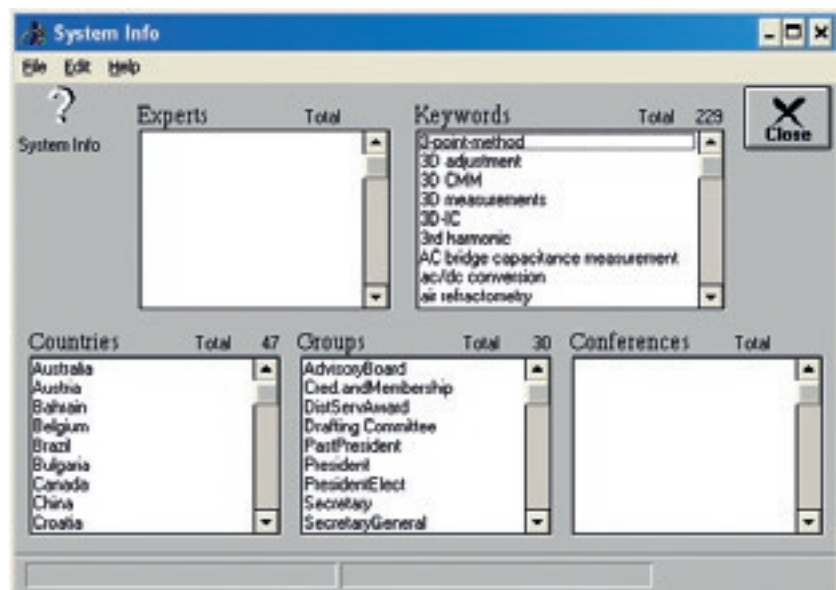 System Info
File Edit Help
System Info
Experts Total
Keywords Total 229
3-point-method
3D adjustment
3D CMM
3D measurements
3D-IC
3rd harmonic
AC bridge capacitance measurement
ac/dc conversion
air refractometry
Close
Countries Total 47
Australia
Austria
Bahrain
Belgium
Brazil
Bulgaria
Canada
China
Croatia
Groups Total 30
AdvisoryBoard
Cred.andMembership
DistServAward
Drafting Committee
PastPresident
President
PresidentElect
Secretary
SecretaryGeneral
Conferences Total